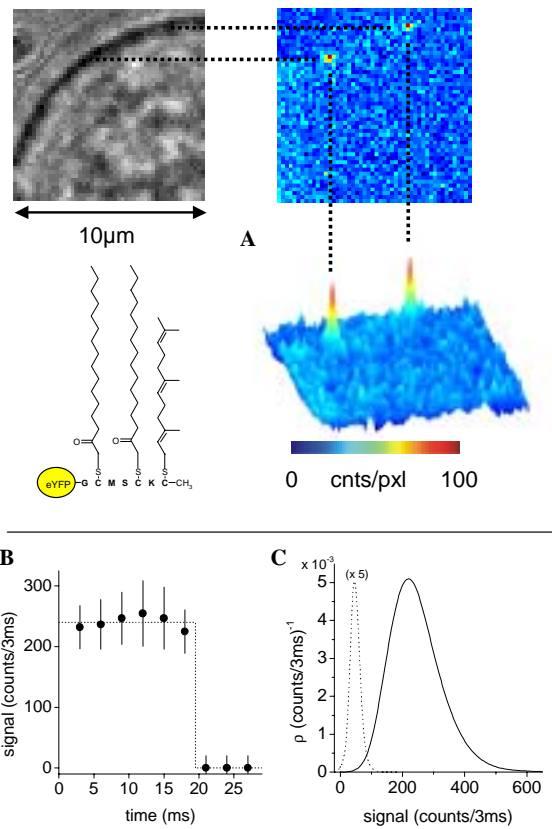 10µm
A
O
O
S
S
S
eYFP G C M S C K C CH3
0 cnts/pxl 100
B
300
200
100
0
signal (counts/3ms)
0 5 10 15 20 25
time (ms)
C
x 10⁻³
(x 5)
5
4
3
2
1
0
ρ (counts/3ms)⁻¹
0 200 400 600
signal (counts/3ms)